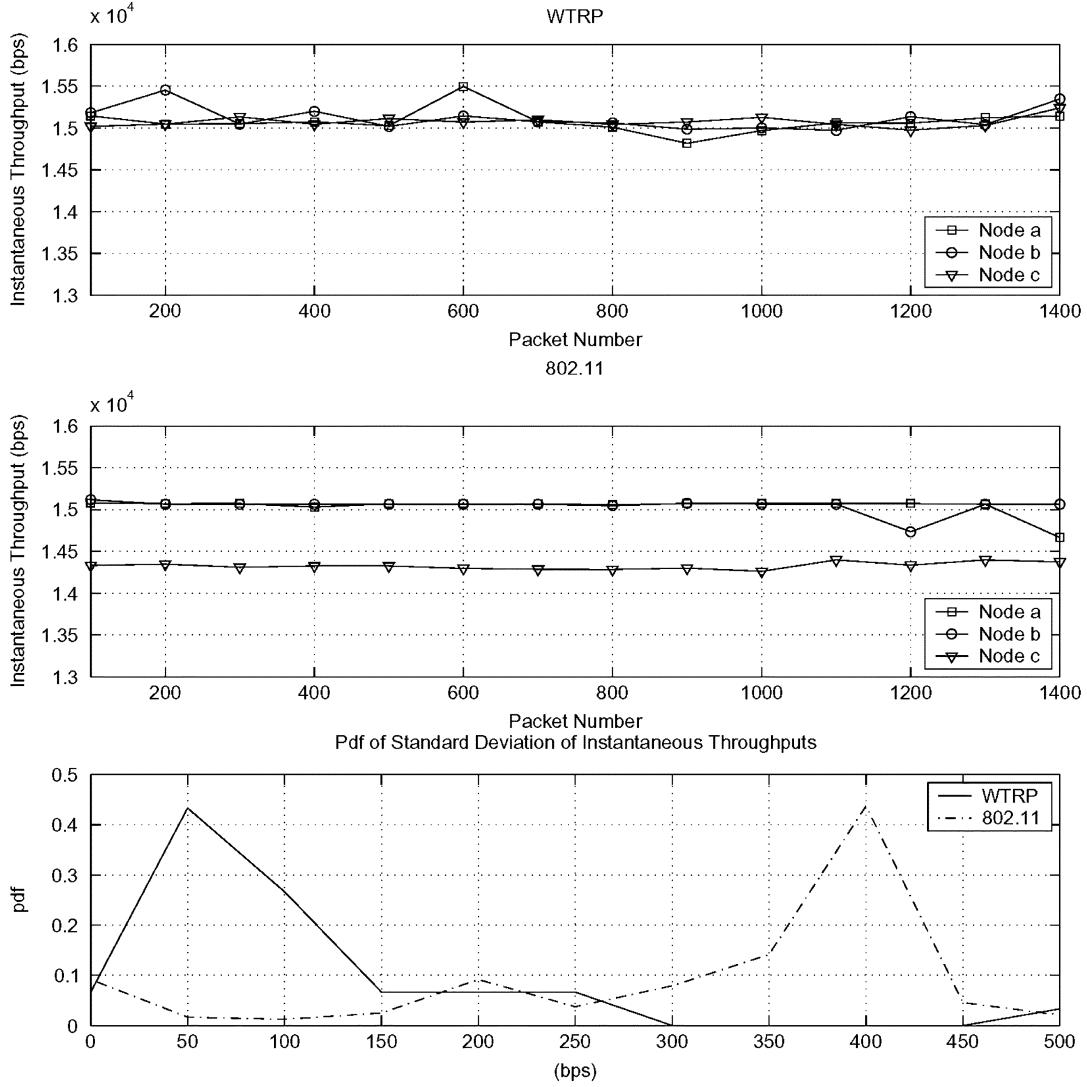 WTRP
x 10⁴
Instantaneous Throughput (bps)
1.6
1.55
1.5
1.45
1.4
1.35
1.3
200 400 600 800 1000 1200 1400
Packet Number
Node a
Node b
Node c
802.11
x 10⁴
Instantaneous Throughput (bps)
1.6
1.55
1.5
1.45
1.4
1.35
1.3
200 400 600 800 1000 1200 1400
Packet Number
Node a
Node b
Node c
Pdf of Standard Deviation of Instantaneous Throughputs
pdf
0.5
0.4
0.3
0.2
0.1
0
0 50 100 150 200 250 300 350 400 450 500
(bps)
WTRP
802.11